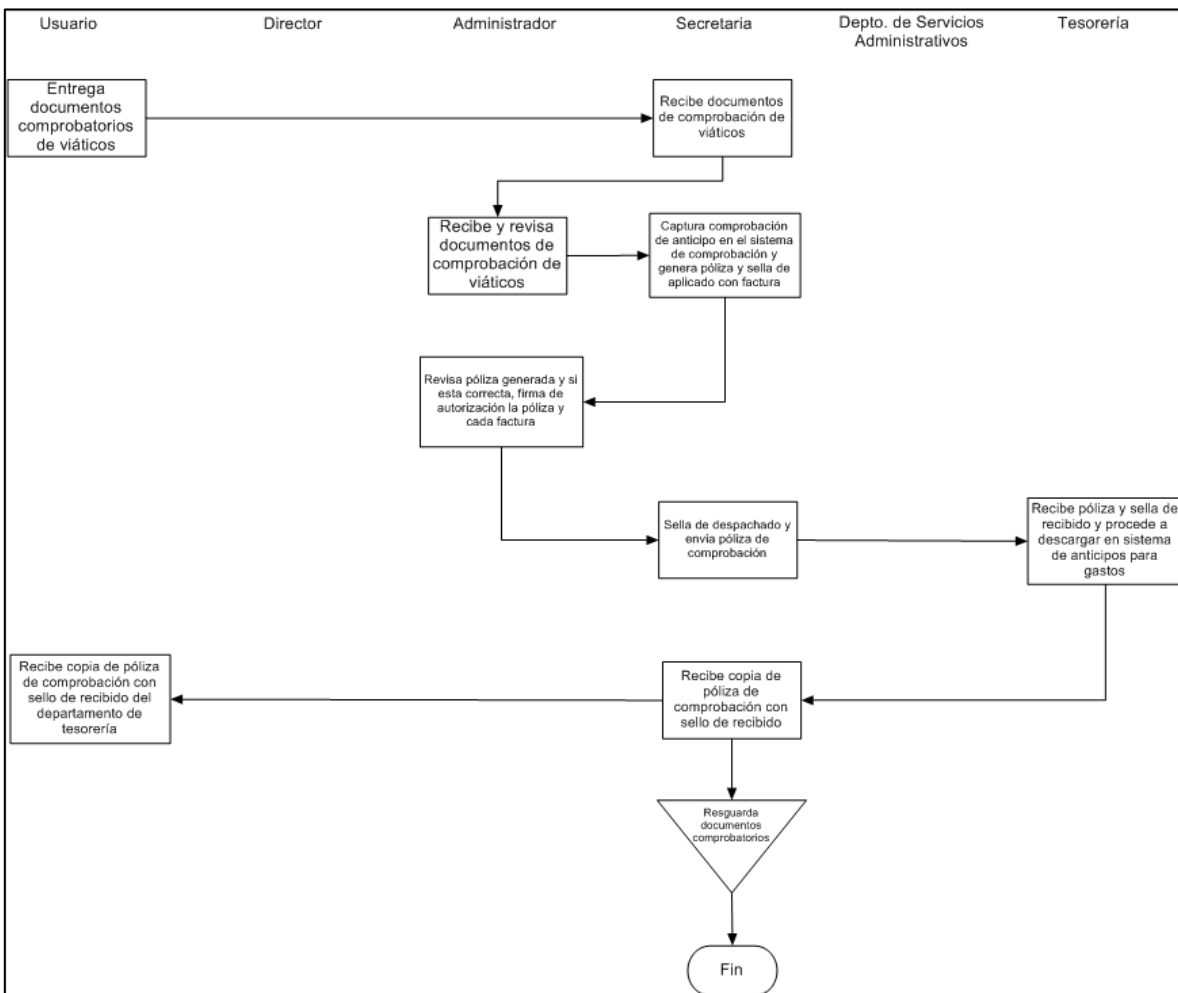 Usuario
Director
Administrador
Secretaria
Depto. de Servicios
Administrativos
Tesorería
Entrega
documentos
comprobatorios
de viáticos
Recibe documentos
de comprobación de
viáticos
Recibe y revisa
documentos de
comprobación de
viáticos
Captura comprobación
de anticipo en el sistema
de comprobación y
genera póliza y sella de
aplicado con factura
Revisa póliza generada y si
esta correcta, firma de
autorización la póliza y
cada factura
Sella de despachado y
envia póliza de
comprobación
Recibe póliza y sella de
recibido y procede a
descargar en sistema
de anticipos para
gastos
Recibe copia de póliza
de comprobación con
sello de recibido del
departamento de
tesorería
Recibe copia de
póliza de
comprobación con
sello de recibido
Resguarda
documentos
comprobatorios
Fin